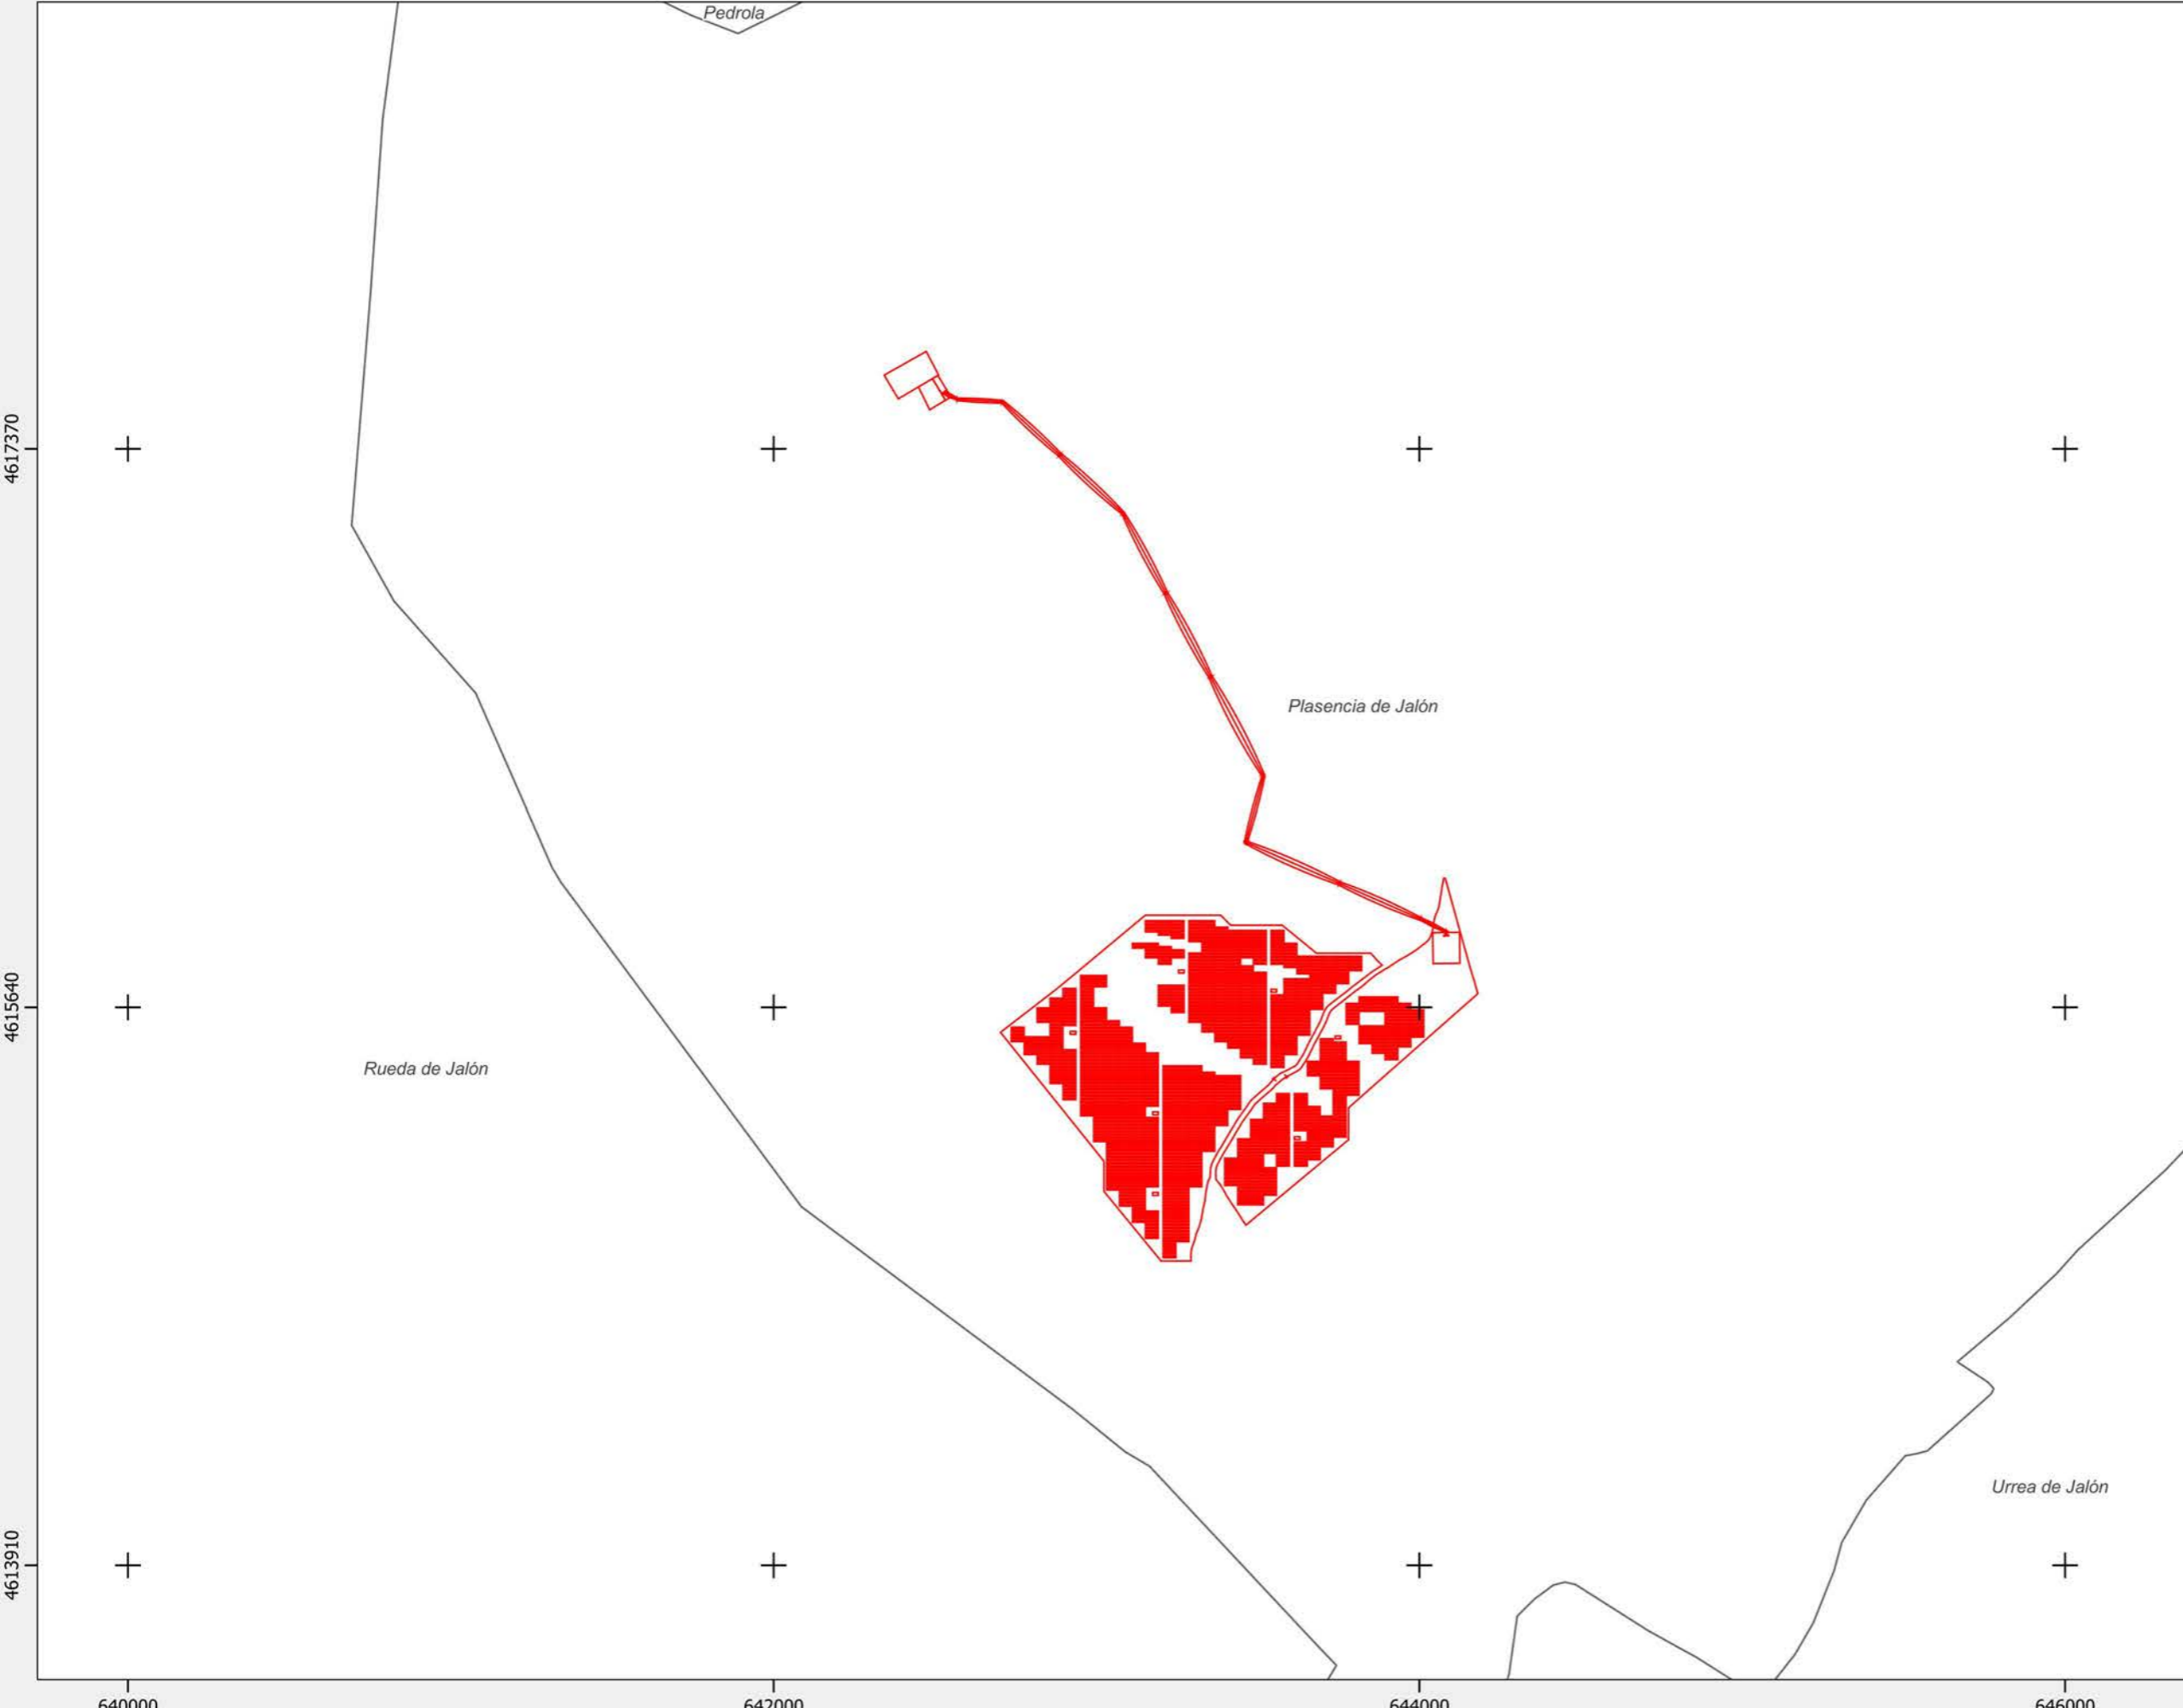 Pedrola
4617370
Plasencia de Jalón
4615640
Rueda de Jalón
Urrea de Jalón
4613910
640000
642000
644000
646000